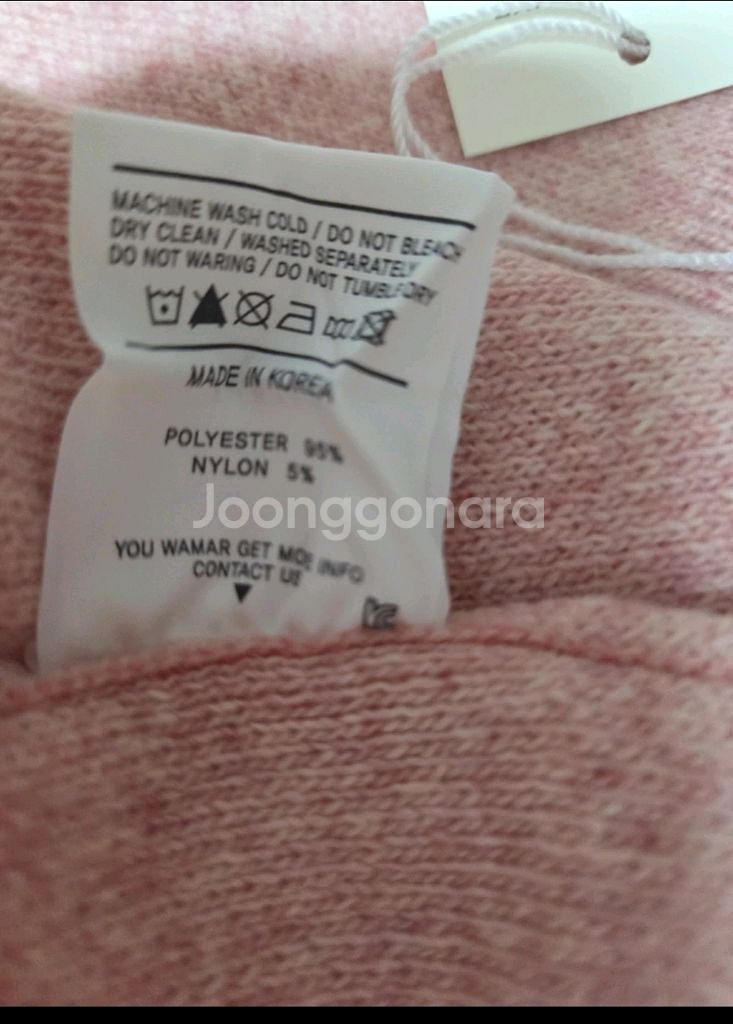 MACHINE WASH COLD / DO NOT BLEACH
DRY CLEAN / WASHED SEPARATELY
DO NOT WARING / DO NOT TUMBLE DRY
MADE IN KOREA
POLYESTER 95%
NYLON 5%
Joonggonara
YOU WAMAR GET MOE INFO
CONTACT US